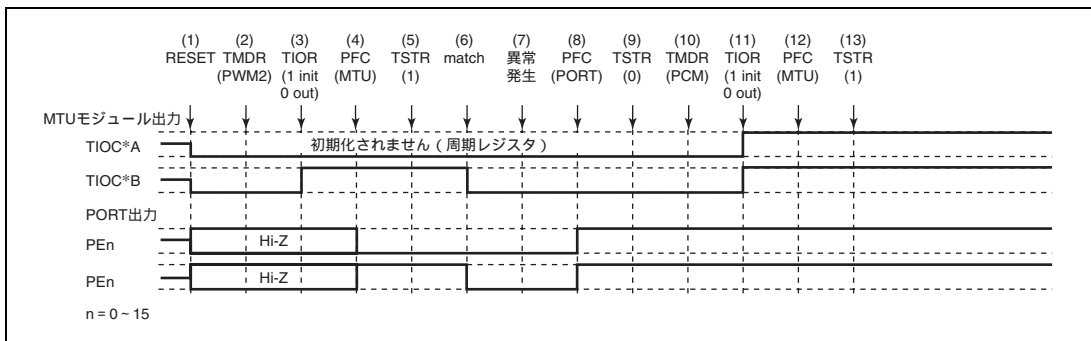 (1) (2) (3) (4) (5) (6) (7) (8) (9) (10) (11) (12) (13)
RESET TMDR TIOR PFC TSTR match 異常 PFC TSTR TMDR TIOR PFC TSTR
(PWM2) (1 init (MTU) (1) 発生 (PORT) (0) (PCM) (1 init (MTU) (1)
0 out) 0 out)
MTUモジュール出力
TIOC*A 初期化されません（周期レジスタ）
TIOC*B
PORT出力
PEn Hi-Z
PEn Hi-Z
n = 0 ~ 15